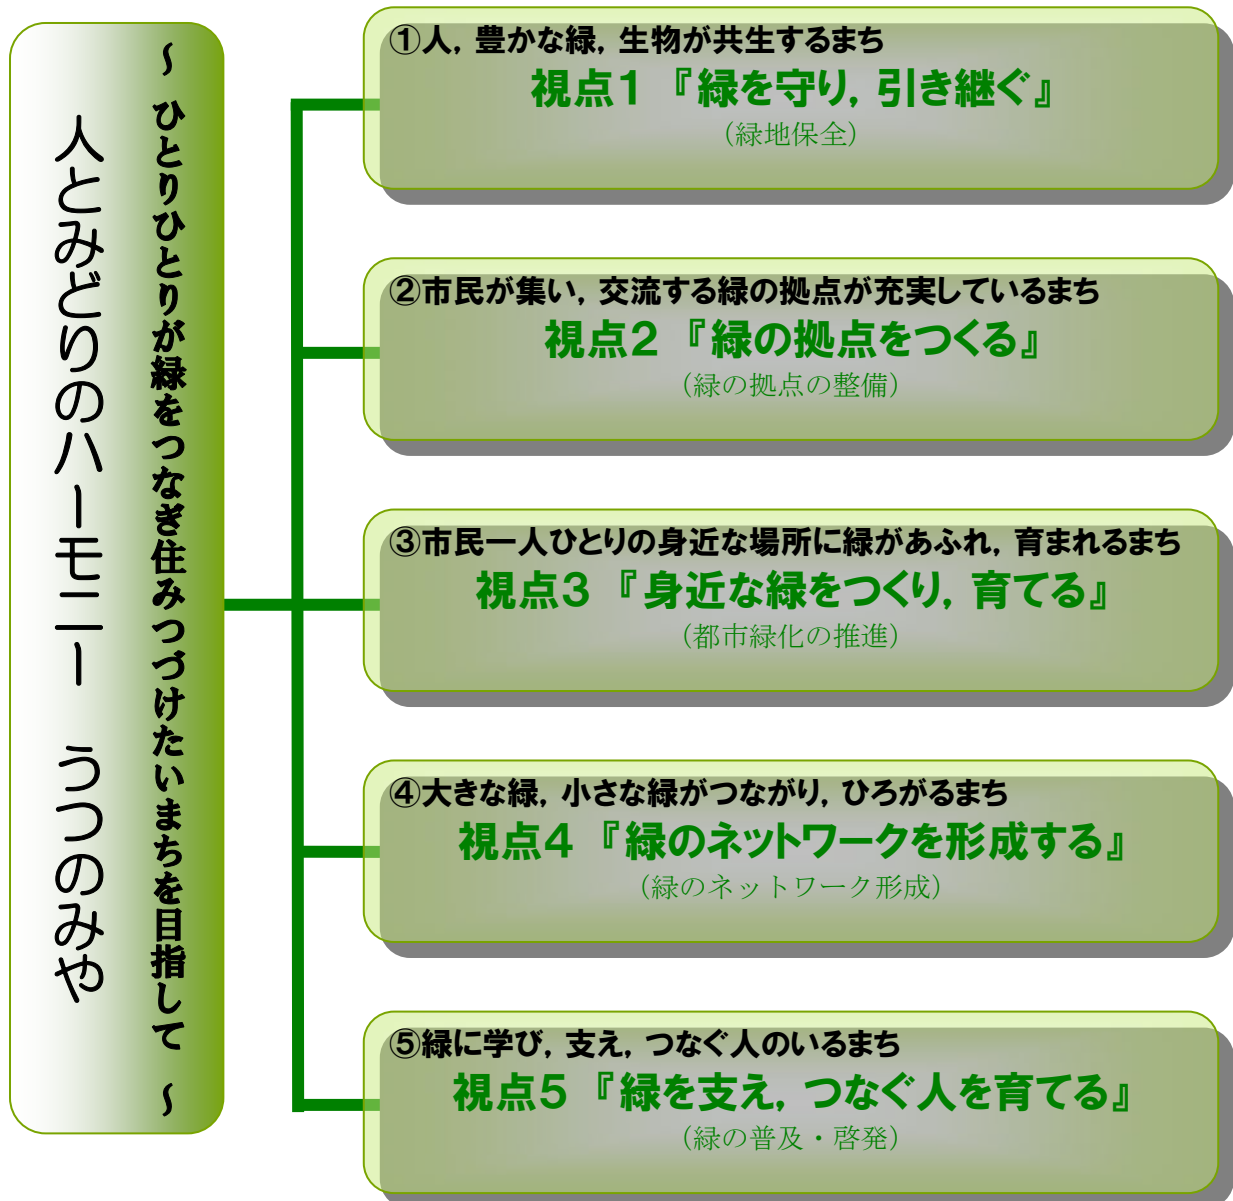 ～ ひとりひとりが緑をつなぎ住みつづけたいまちを目指して ～
人とみどりのハーモニー　うつのみや
①人，豊かな緑，生物が共生するまち
視点１『緑を守り，引き継ぐ』
（緑地保全）
②市民が集い，交流する緑の拠点が充実しているまち
視点２『緑の拠点をつくる』
（緑の拠点の整備）
③市民一人ひとりの身近な場所に緑があふれ，育まれるまち
視点３『身近な緑をつくり，育てる』
（都市緑化の推進）
④大きな緑，小さな緑がつながり，ひろがるまち
視点４『緑のネットワークを形成する』
（緑のネットワーク形成）
⑤緑に学び，支え，つなぐ人のいるまち
視点５『緑を支え，つなぐ人を育てる』
（緑の普及・啓発）